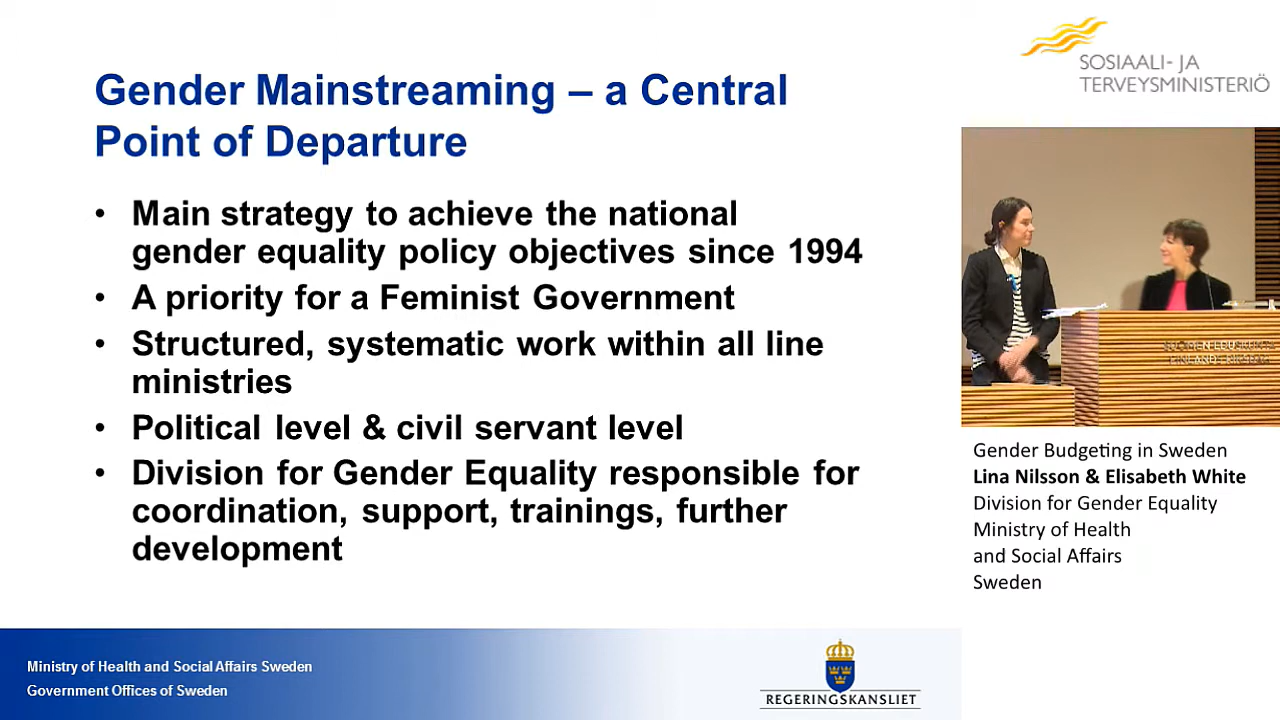 Gender Mainstreaming – a Central
Point of Departure
• Main strategy to achieve the national
gender equality policy objectives since 1994
• A priority for a Feminist Government
• Structured, systematic work within all line
ministries
• Political level & civil servant level
• Division for Gender Equality responsible for
coordination, support, trainings, further
development
Ministry of Health and Social Affairs Sweden
Government Offices of Sweden
REGERINGSKANSLIET
SOSIAALI- JA
TERVEYSMINISTERIÖ
Gender Budgeting in Sweden
Lina Nilsson & Elisabeth White
Division for Gender Equality
Ministry of Health
and Social Affairs
Sweden